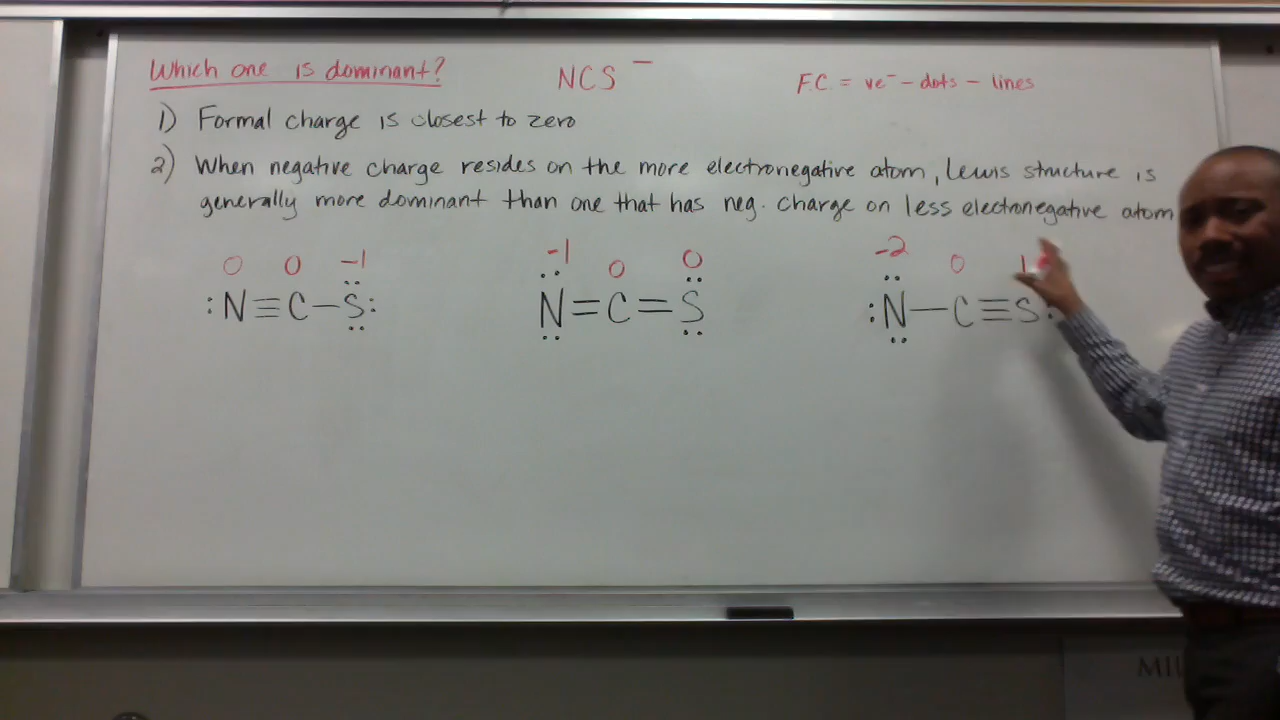 Which one is dominant? NCS⁻ FC = ve⁻ - dots - lines
1) Formal charge is closest to zero
2) When negative charge resides on the more electronegative atom, Lewis structure is
generally more dominant than one that has neg. charge on less electronegative atom
0 0 -1 -1 0 0 -2 0 1
:N≡C-S: N=C=S :N-C≡S: